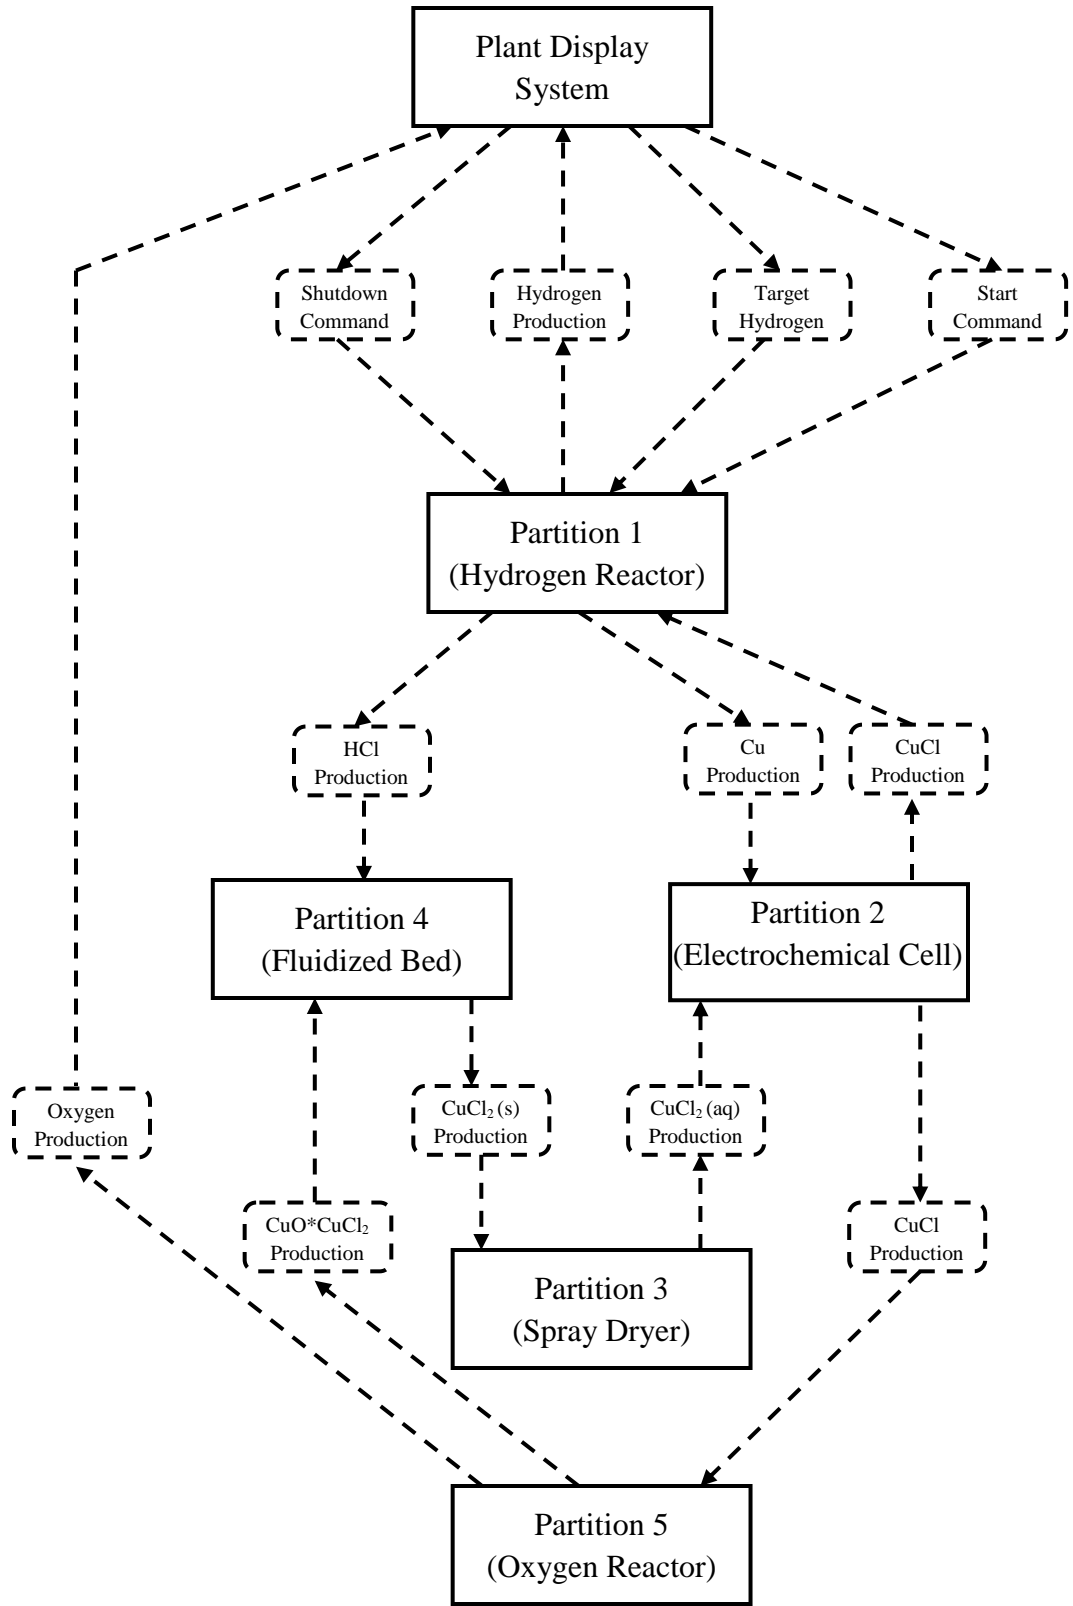 Plant Display
System
Shutdown
Command
Hydrogen
Production
Target
Hydrogen
Start
Command
Partition 1
(Hydrogen Reactor)
HCl
Production
Cu
Production
CuCl
Production
Partition 4
(Fluidized Bed)
Partition 2
(Electrochemical Cell)
Oxygen
Production
CuCl₂ (s)
Production
CuCl₂ (aq)
Production
CuO*CuCl₂
Production
CuCl
Production
Partition 3
(Spray Dryer)
Partition 5
(Oxygen Reactor)